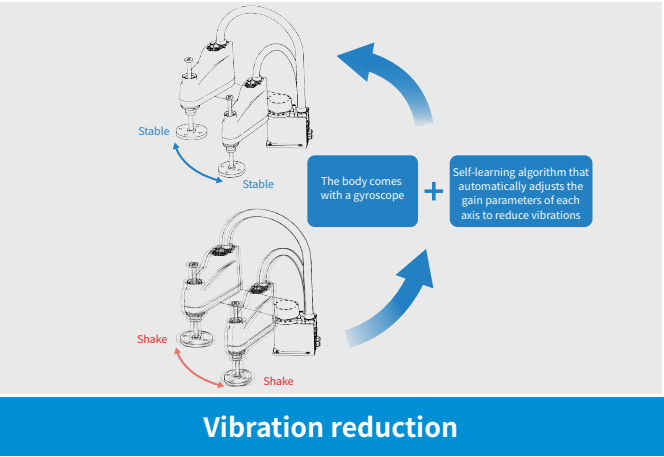 Stable
Stable
The body comes
with a gyroscope
+
Self-learning algorithm that
automatically adjusts the
gain parameters of each
axis to reduce vibrations
Shake
Shake
Vibration reduction